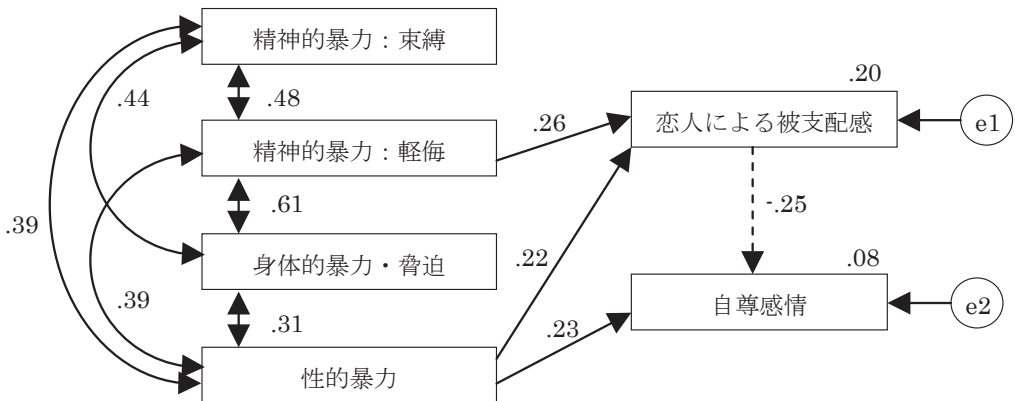 精神的暴力：束縛
.20
.44
.48
恋人による被支配感
e1
.26
精神的暴力：軽侮
.61
-.25
.39
身体的暴力・脅迫
.22
.08
.39
.31
自尊感情
e2
.23
性的暴力